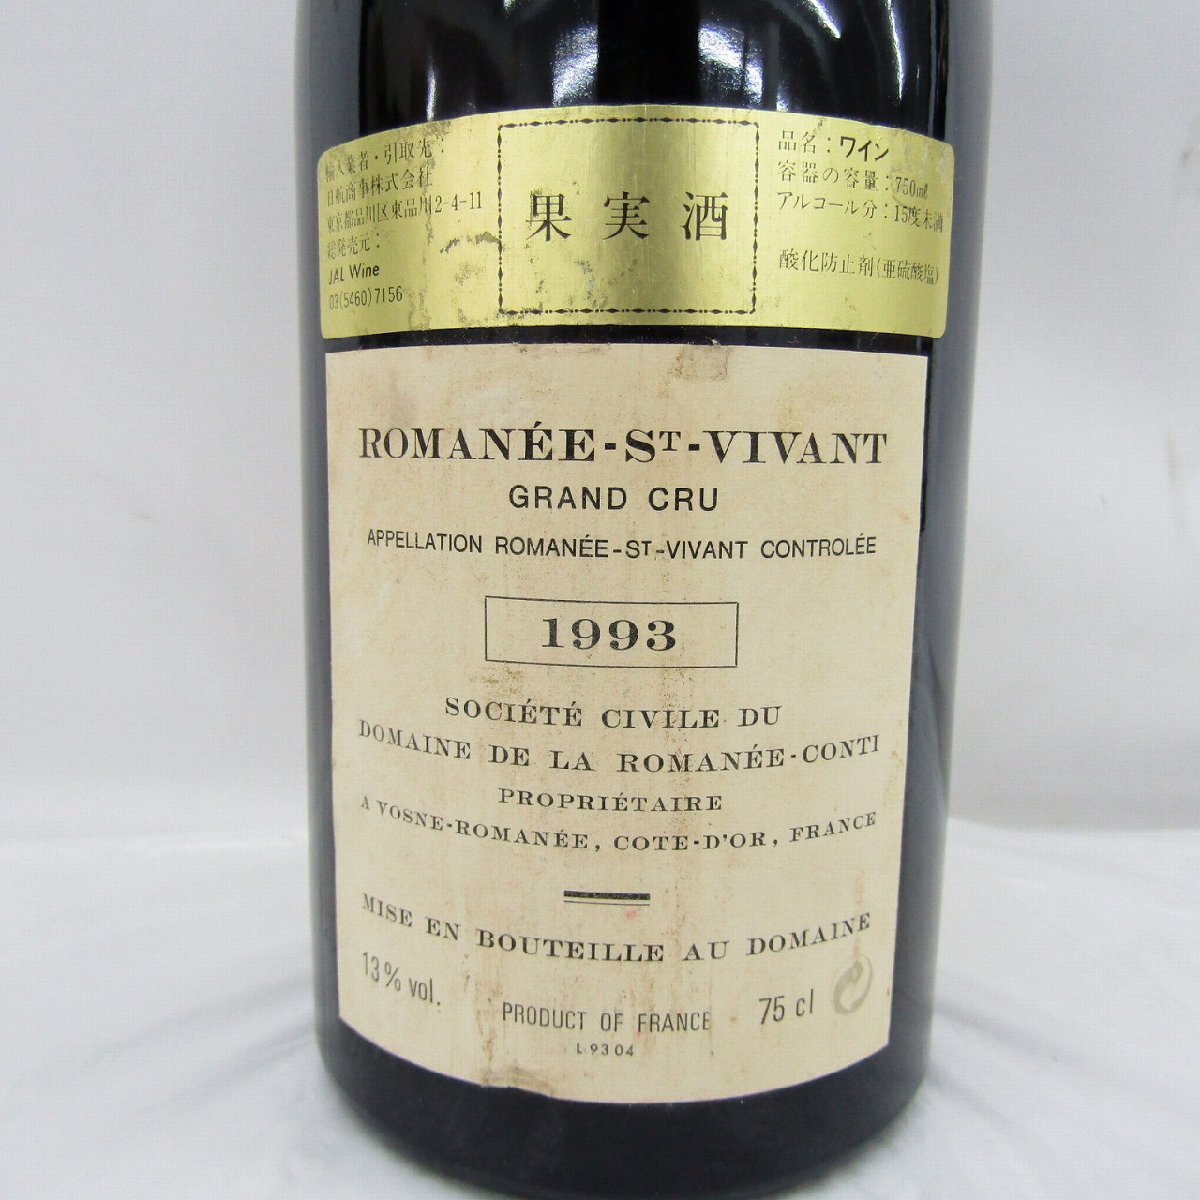 輸入業者・引取先：
日航商事株式会社
東京都品川区東品川2-4-11
総発売元：
JAL Wine
03(5460)7156
果実酒
品名：ワイン
容器の容量：750ml
アルコール分：15度未満
酸化防止剤(亜硫酸塩)
ROMANÉE-ST-VIVANT
GRAND CRU
APPELLATION ROMANÉE-ST-VIVANT CONTROLÉE
1993
SOCIÉTÉ CIVILE DU
DOMAINE DE LA ROMANÉE-CONTI
PROPRIÉTAIRE
A VOSNE-ROMANÉE, COTE-D'OR, FRANCE
MISE EN BOUTEILLE AU DOMAINE
13% vol.
PRODUCT OF FRANCE
75 cl
L 93 04